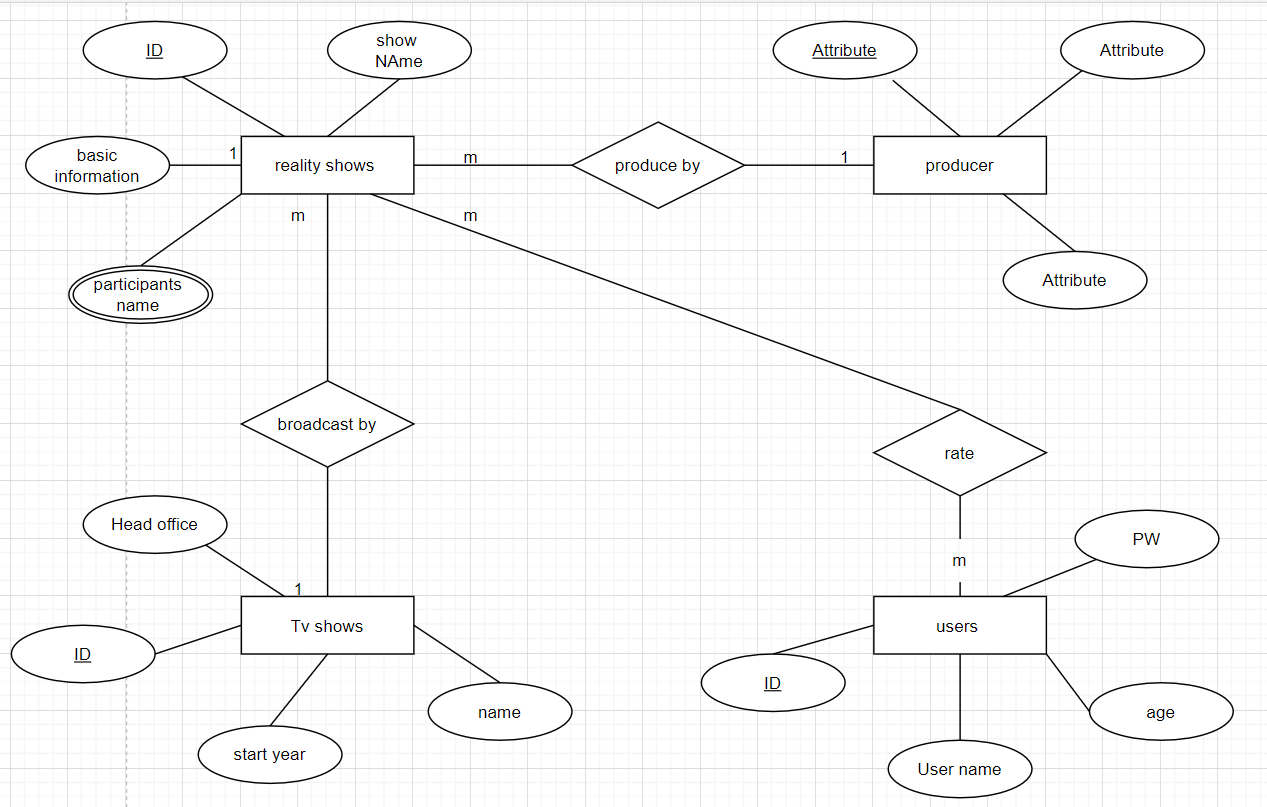 ID
show
NAme
Attribute
Attribute
basic
information
1
reality shows
m
produce by
1
producer
m
m
participants
name
Attribute
broadcast by
rate
Head office
PW
m
1
Tv shows
users
ID
ID
name
age
start year
User name